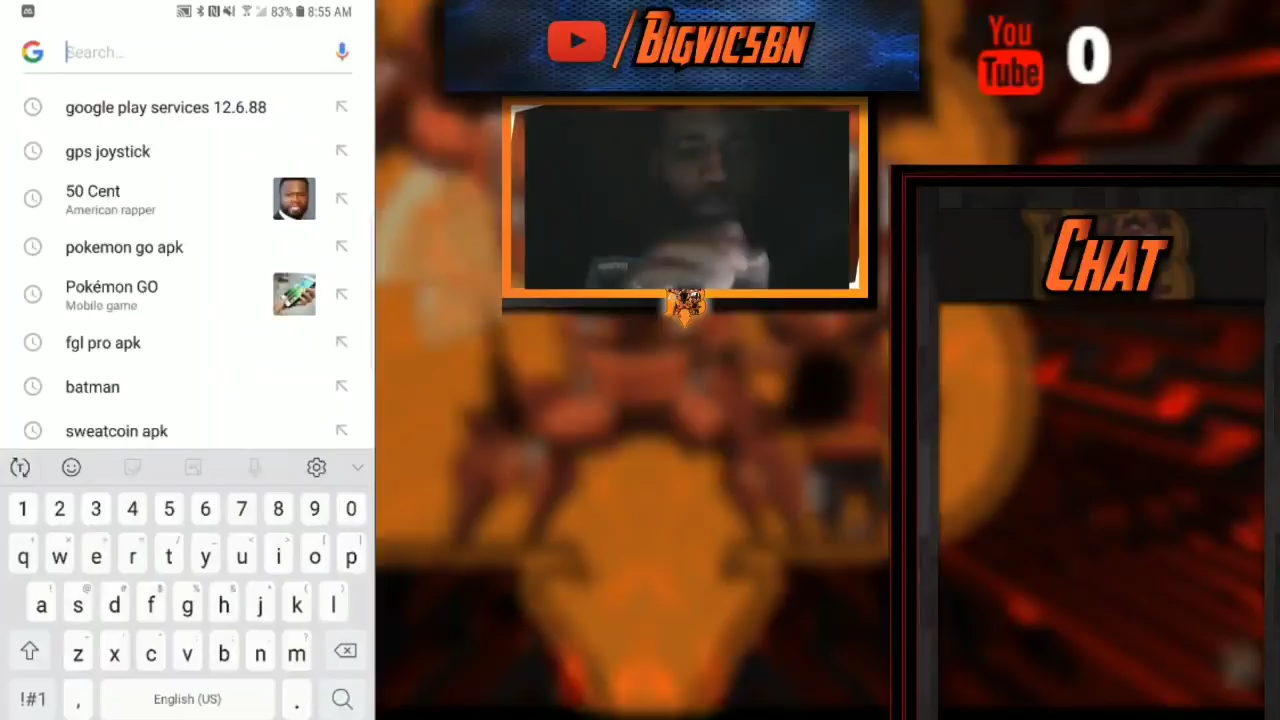 83% 8:55 AM
Search...
google play services 12.6.88
gps joystick
50 Cent
American rapper
pokemon go apk
Pokémon GO
Mobile game
fgl pro apk
batman
sweatcoin apk
1 2 3 4 5 6 7 8 9 0
q w e r t y u i o p
a s d f g h j k l
z x c v b n m
!#1 , English (US) .
/BIGVICSBN
You
Tube 0
CHAT